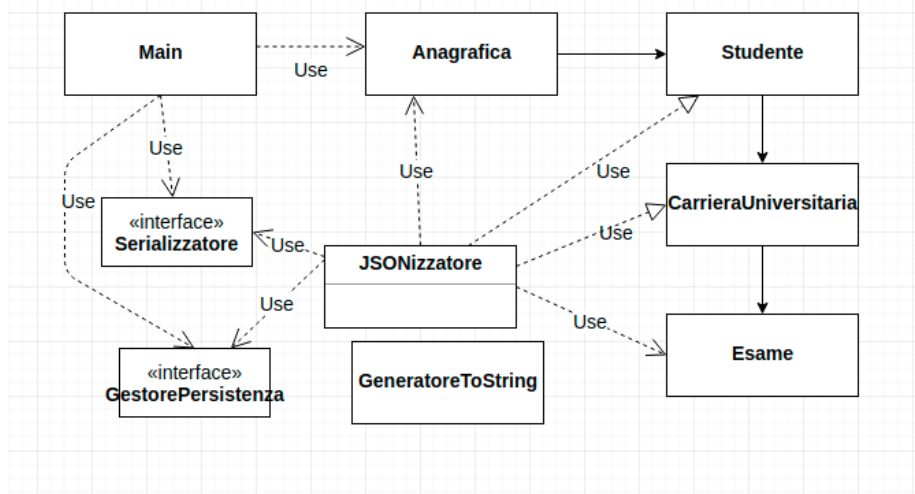 Main
Use
Anagrafica
Studente
Use
Use
Use
Use
«interface»
Serializzatore
Use
JSONizzatore
Use
CarrieraUniversitaria
Use
Use
«interface»
GestorePersistenza
GeneratoreToString
Esame